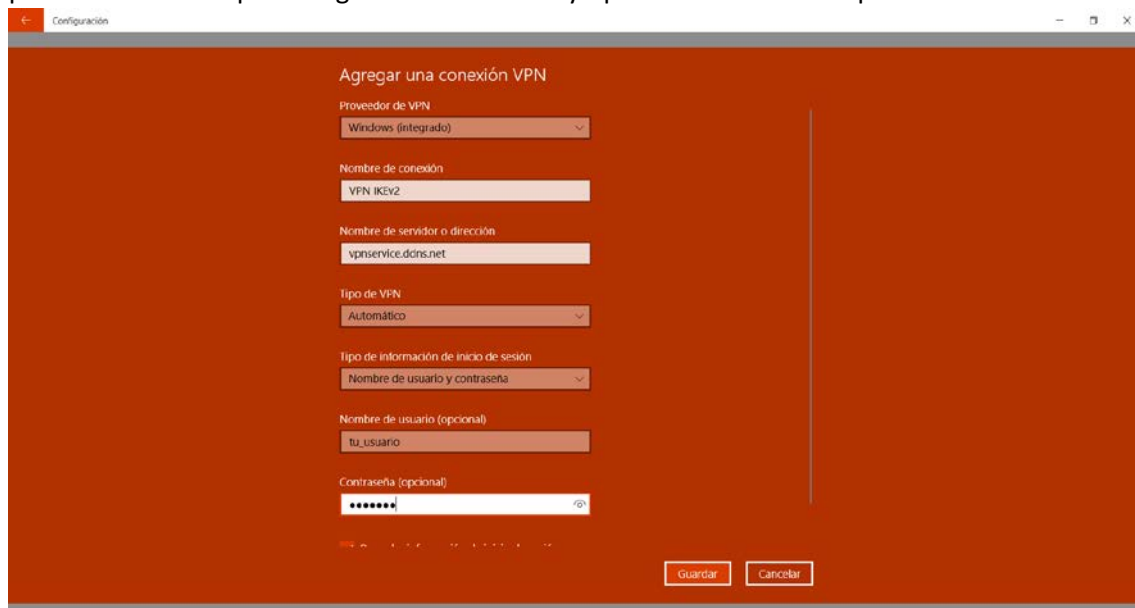 Configuración
Agregar una conexión VPN
Proveedor de VPN
Windows (integrado)
Nombre de conexión
VPN IKEv2
Nombre de servidor o dirección
vpnservice.ddns.net
Tipo de VPN
Automático
Tipo de información de inicio de sesión
Nombre de usuario y contraseña
Nombre de usuario (opcional)
tu_usuario
Contraseña (opcional)
•••••••
Guardar Cancelar